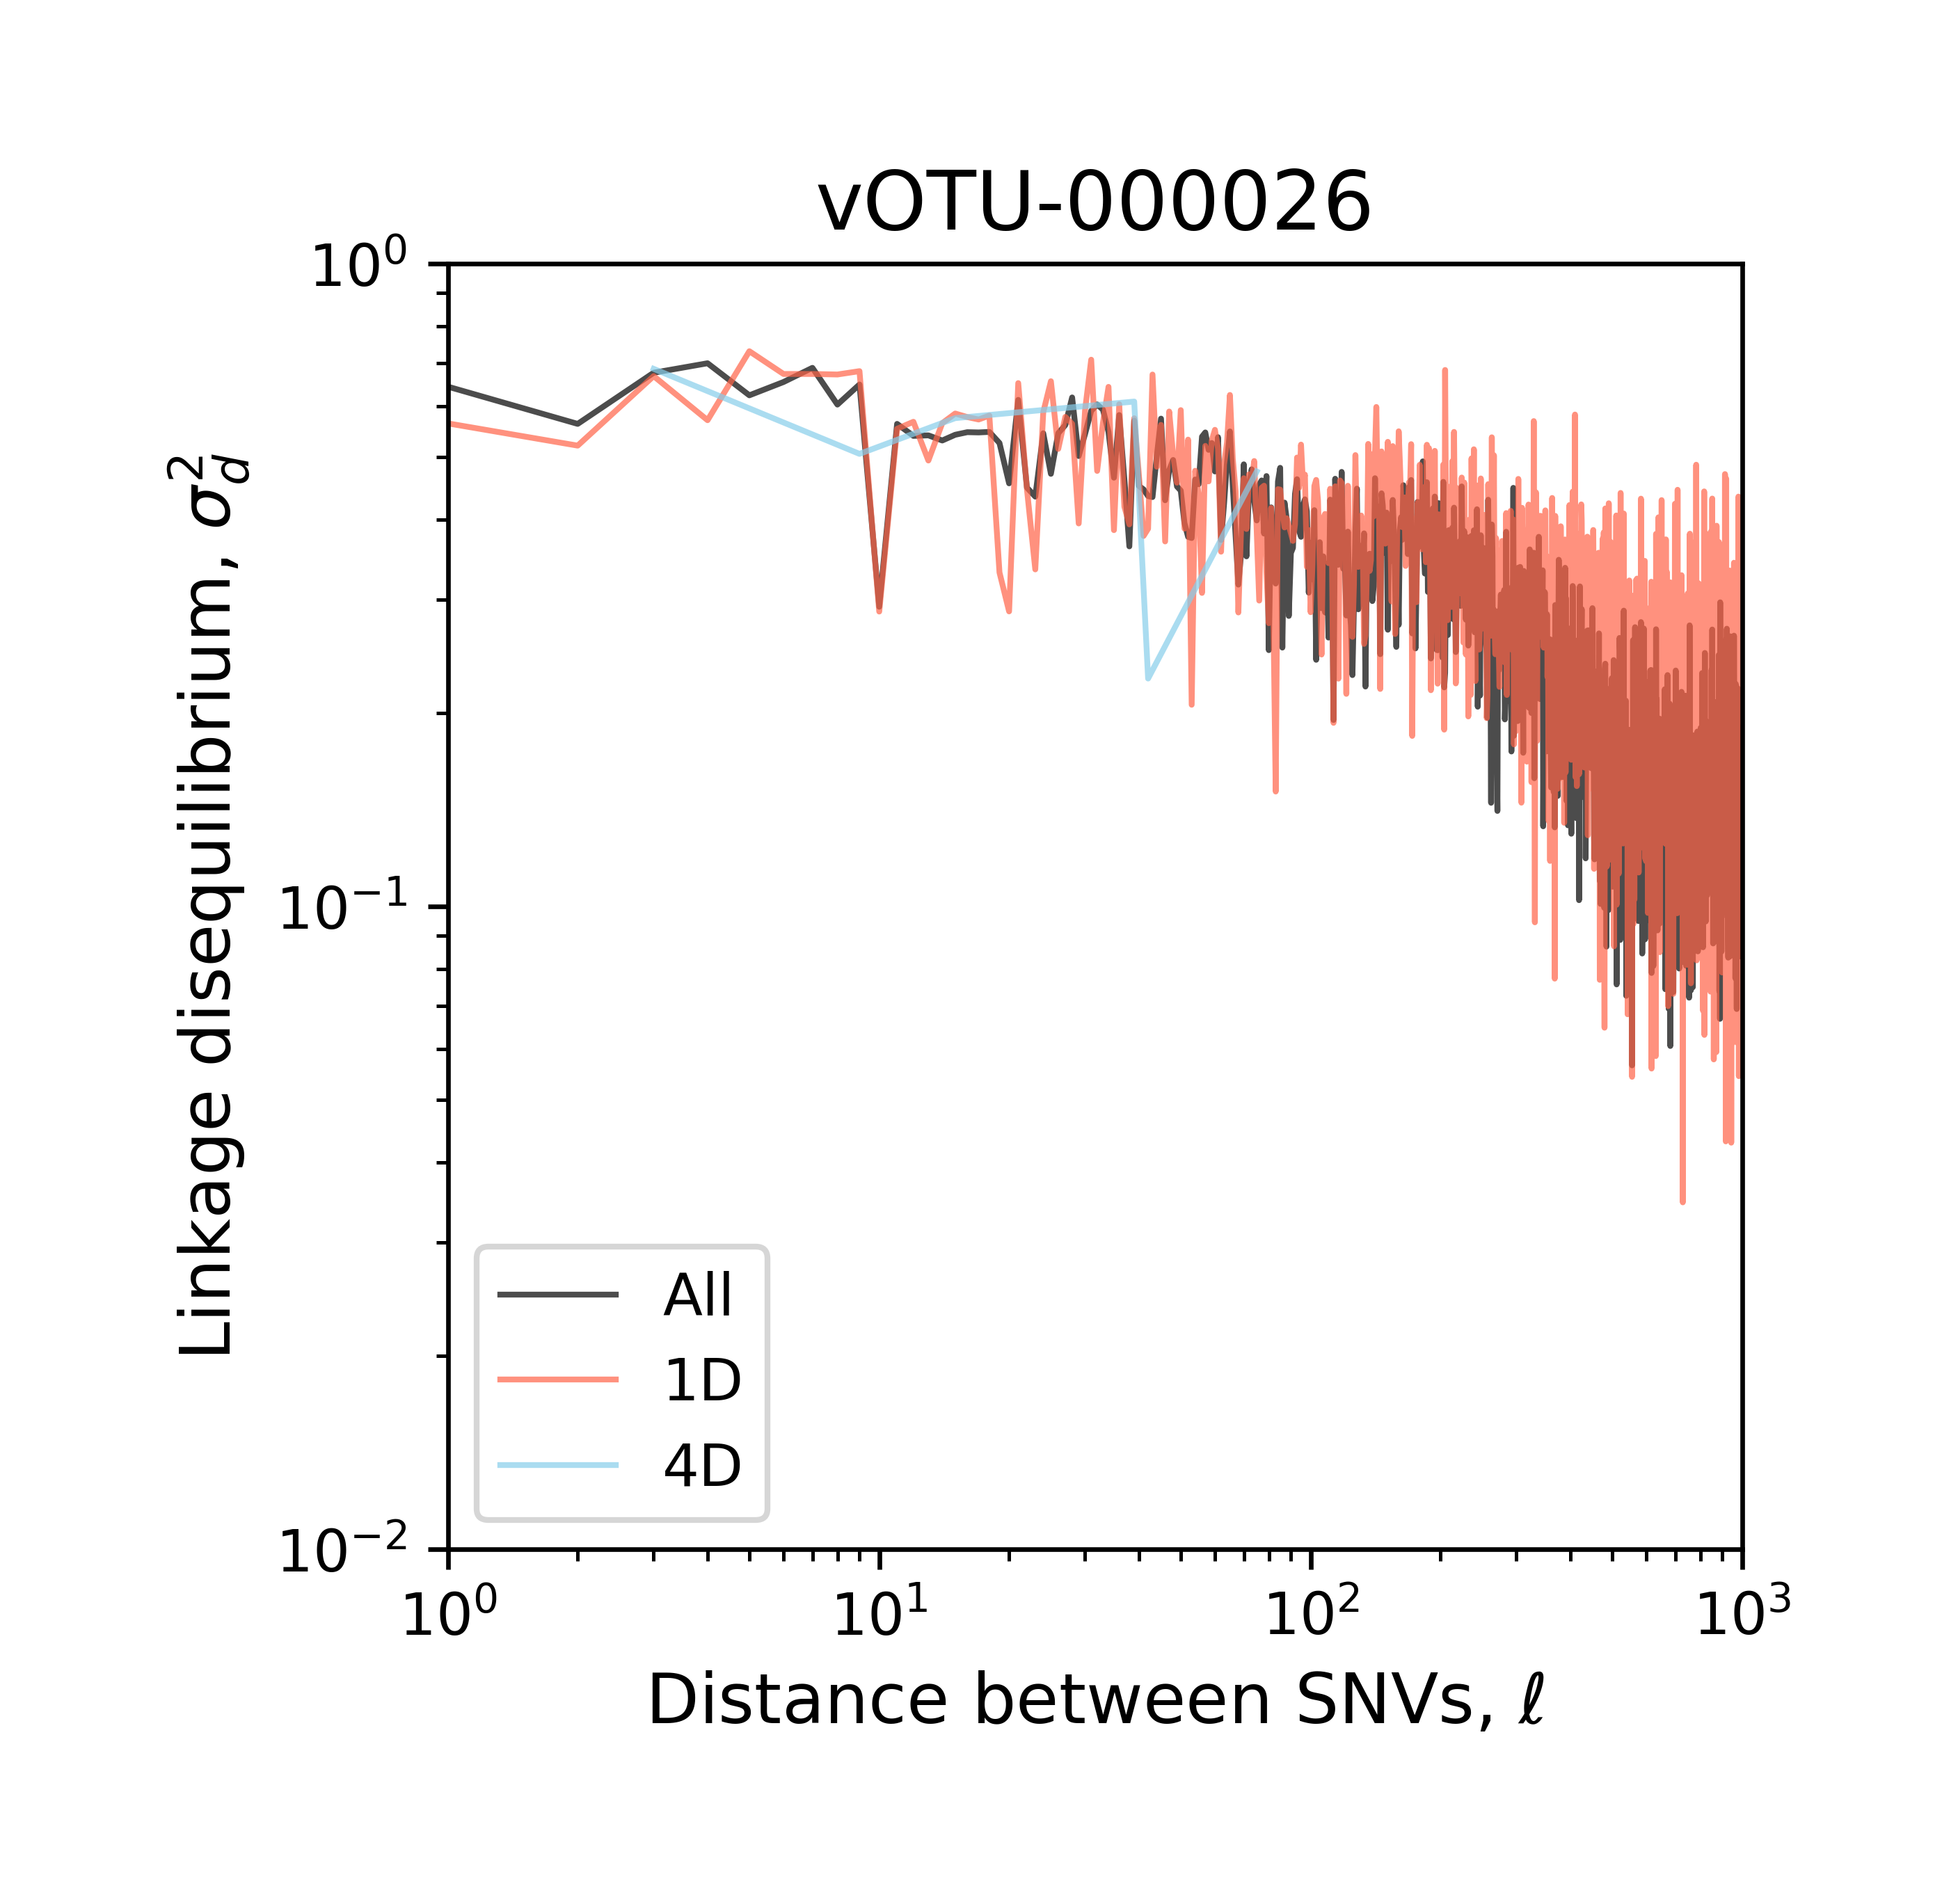 vOTU-000026
Linkage disequilibrium, σ_d^2
10^0
10^−1
10^−2
All
1D
4D
10^0
10^1
10^2
10^3
Distance between SNVs, ℓ